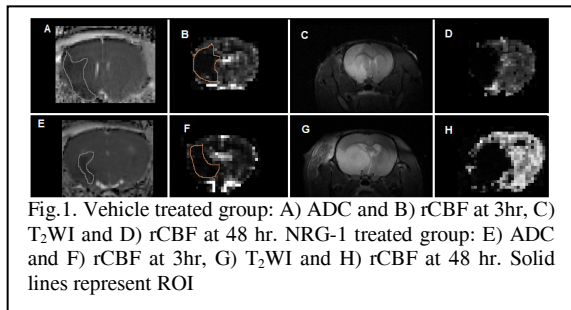 A B C D
E F G H
Fig.1. Vehicle treated group: A) ADC and B) rCBF at 3hr, C)
T₂WI and D) rCBF at 48 hr. NRG-1 treated group: E) ADC
and F) rCBF at 3hr, G) T₂WI and H) rCBF at 48 hr. Solid
lines represent ROI